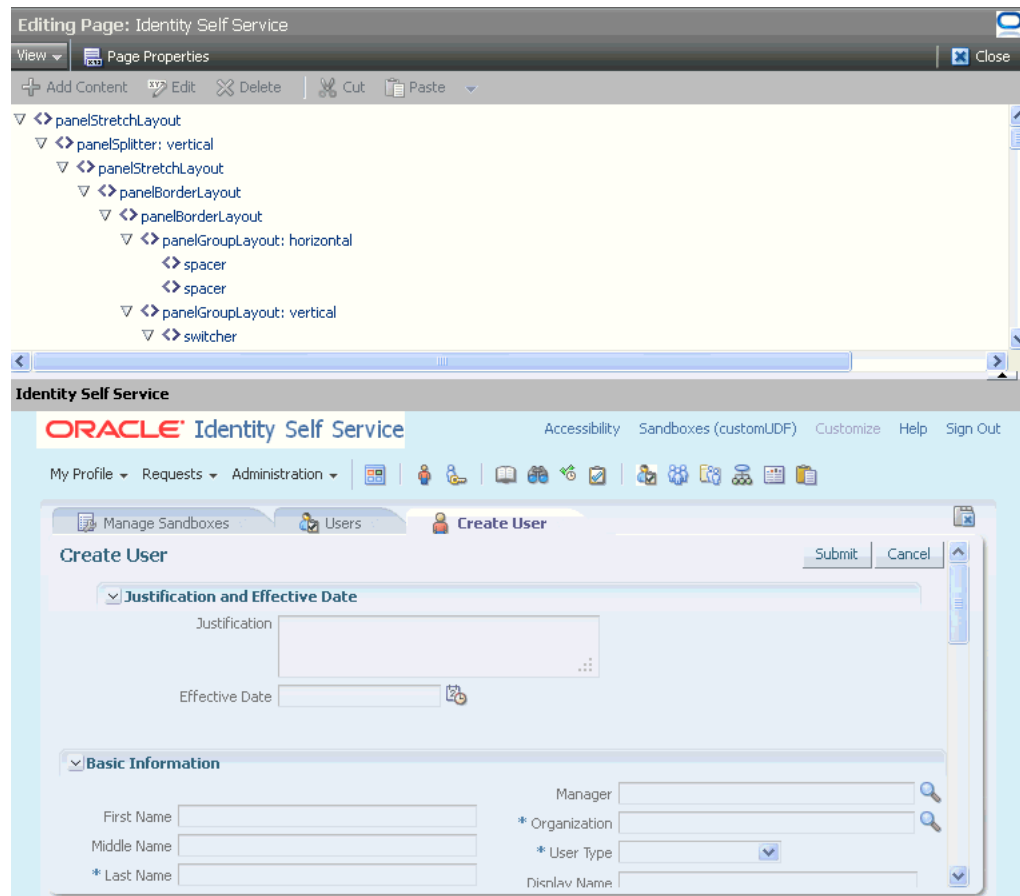 Editing Page: Identity Self Service
View Page Properties Close
Add Content Edit Delete Cut Paste
<> panelStretchLayout
<> panelSplitter: vertical
<> panelStretchLayout
<> panelBorderLayout
<> panelBorderLayout
<> panelGroupLayout: horizontal
<> spacer
<> spacer
<> panelGroupLayout: vertical
<> switcher
Identity Self Service
ORACLE Identity Self Service Accessibility Sandboxes (customUDF) Customize Help Sign Out
My Profile Requests Administration
Manage Sandboxes Users Create User
Create User Submit Cancel
Justification and Effective Date
Justification
Effective Date
Basic Information
Manager
First Name
* Organization
Middle Name
* User Type
* Last Name
Display Name